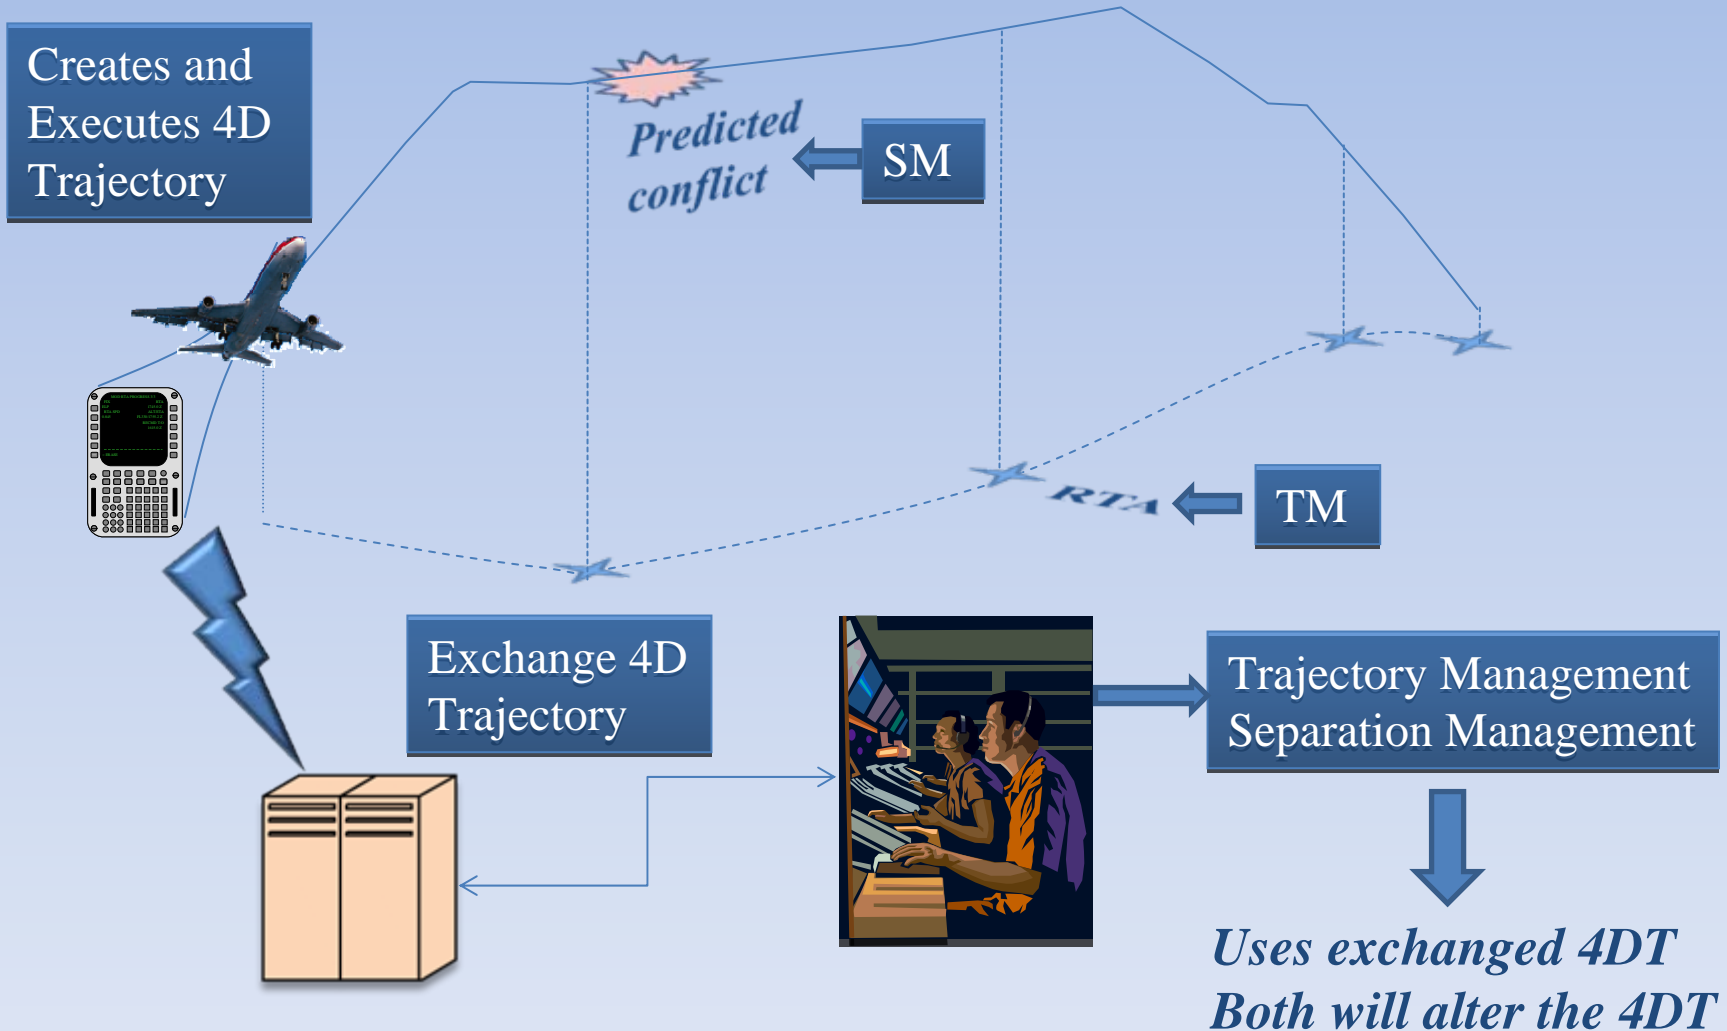 Creates and
Executes 4D
Trajectory
Predicted
conflict
SM
RTA
TM
Exchange 4D
Trajectory
Trajectory Management
Separation Management
Uses exchanged 4DT
Both will alter the 4DT